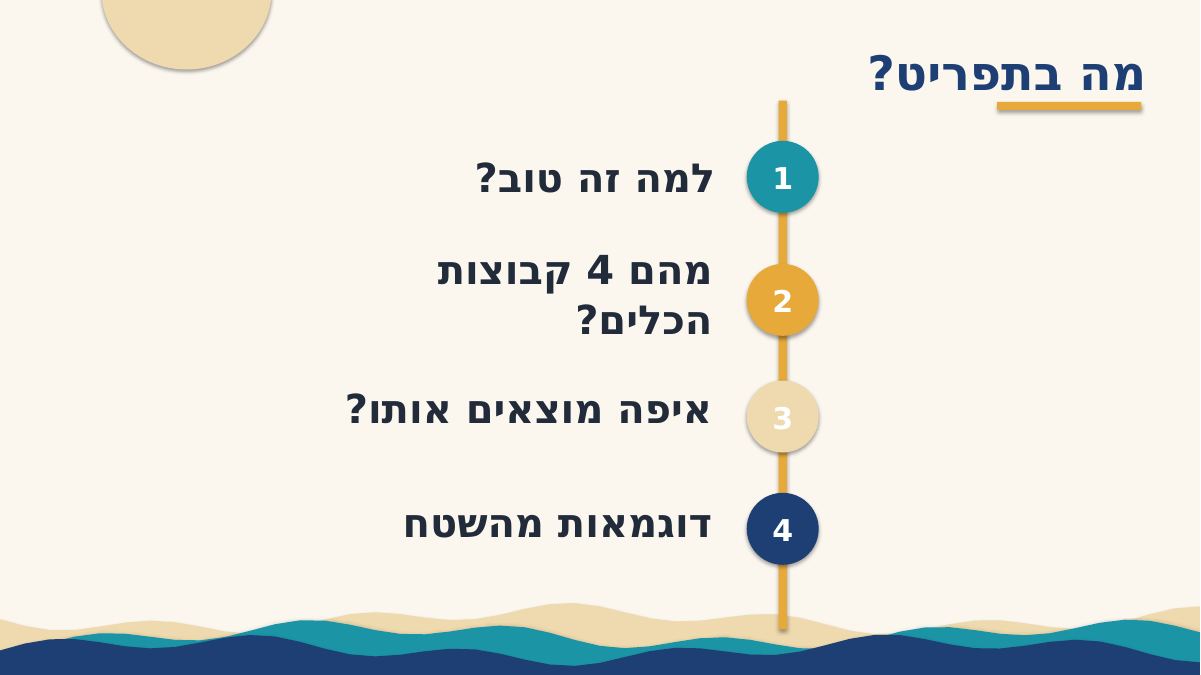 מה בתפריט?
1 למה זה טוב?
2 מהם 4 קבוצות
הכלים?
3 איפה מוצאים אותו?
4 דוגמאות מהשטח